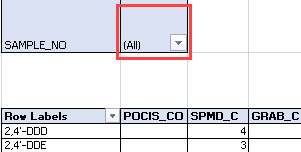 SAMPLE_NO (All)
Row Labels POCIS_CO SPMD_C GRAB_C
2,4'-DDD 4
2,4'-DDE 3